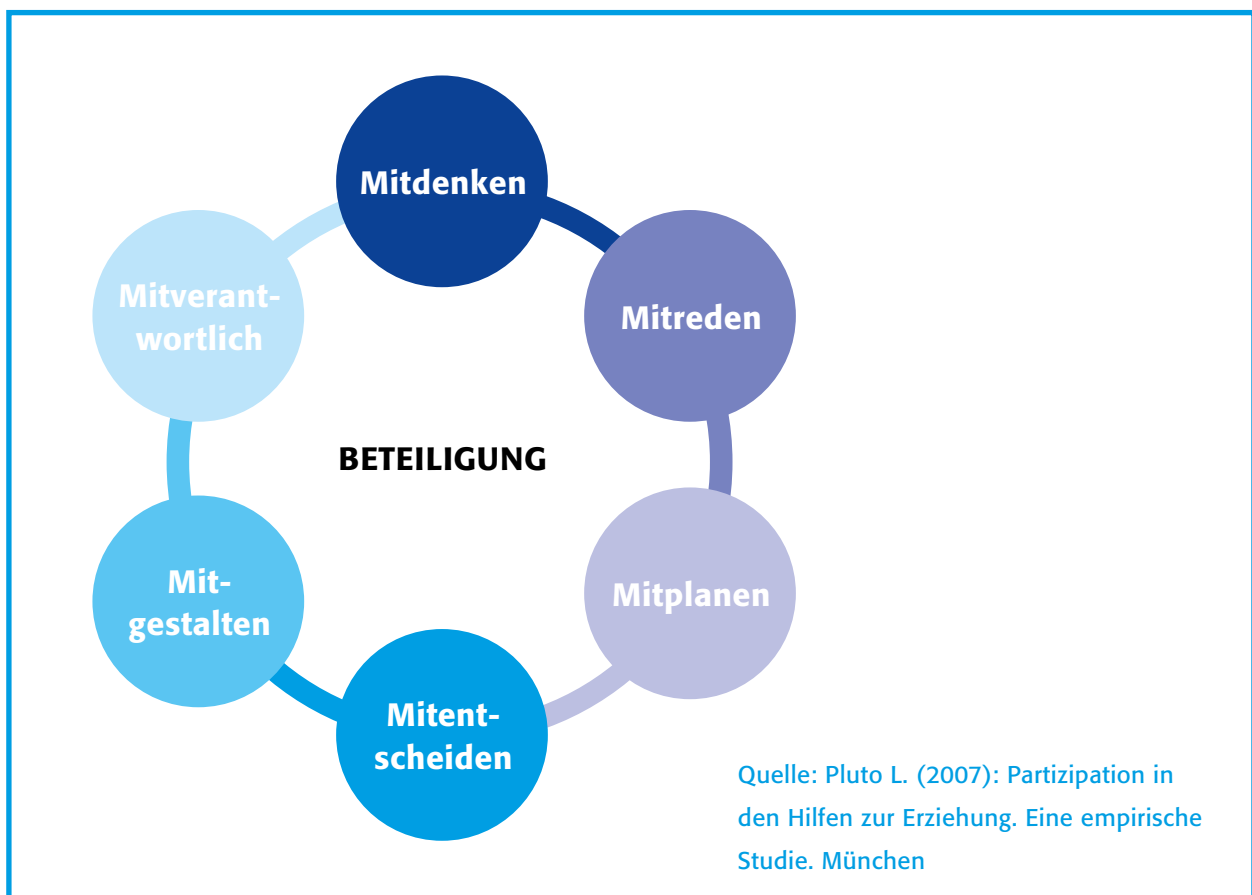 Mitdenken
Mitreden
Mitplanen
Mitent-
scheiden
Mit-
gestalten
Mitverant-
wortlich
BETEILIGUNG
Quelle: Pluto L. (2007): Partizipation in
den Hilfen zur Erziehung. Eine empirische
Studie. München